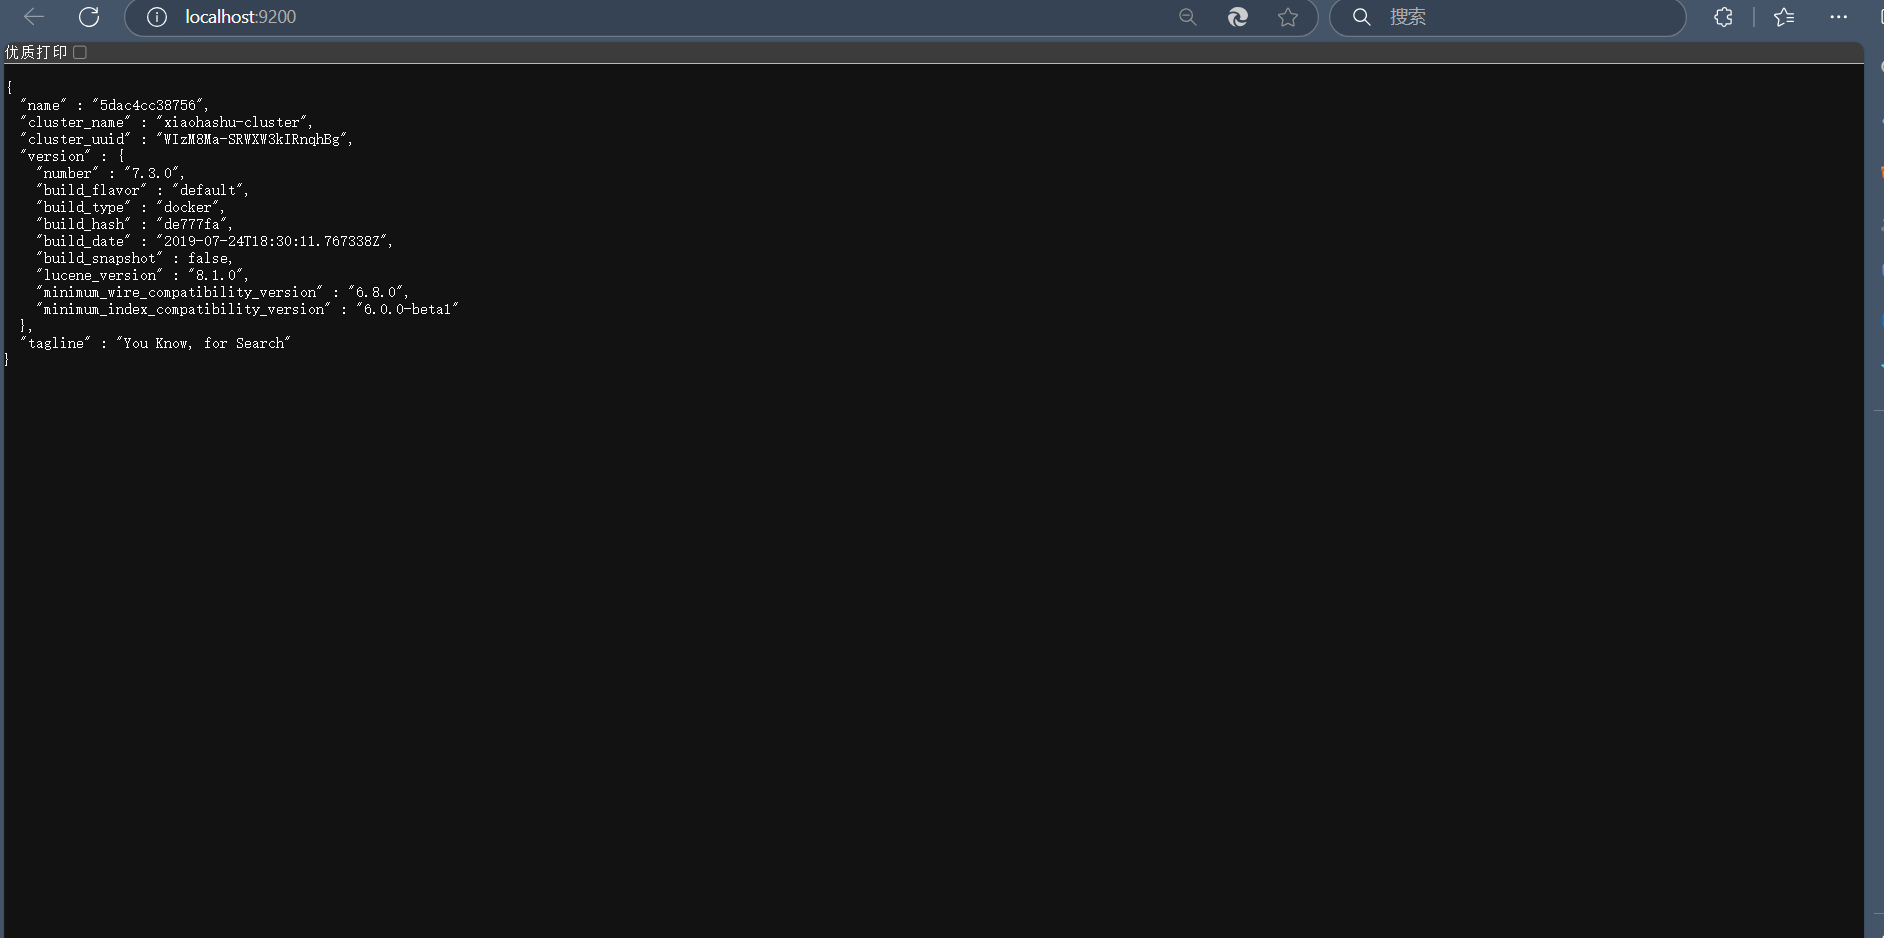 localhost:9200
搜索
优质打印
{
  "name" : "5dac4cc38756",
  "cluster_name" : "xiaohashu-cluster",
  "cluster_uuid" : "WIzM8Ma-SRWXW3kIRnqhBg",
  "version" : {
    "number" : "7.3.0",
    "build_flavor" : "default",
    "build_type" : "docker",
    "build_hash" : "de777fa",
    "build_date" : "2019-07-24T18:30:11.767338Z",
    "build_snapshot" : false,
    "lucene_version" : "8.1.0",
    "minimum_wire_compatibility_version" : "6.8.0",
    "minimum_index_compatibility_version" : "6.0.0-beta1"
  },
  "tagline" : "You Know, for Search"
}